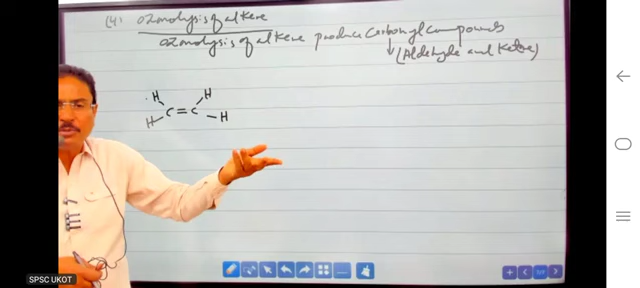 (4) Ozonolysis of alkene
Ozonolysis of alkene produce Carbonyl compounds
(Aldehyde and Ketone)
H H
C = C
H H
SPSC UKOT